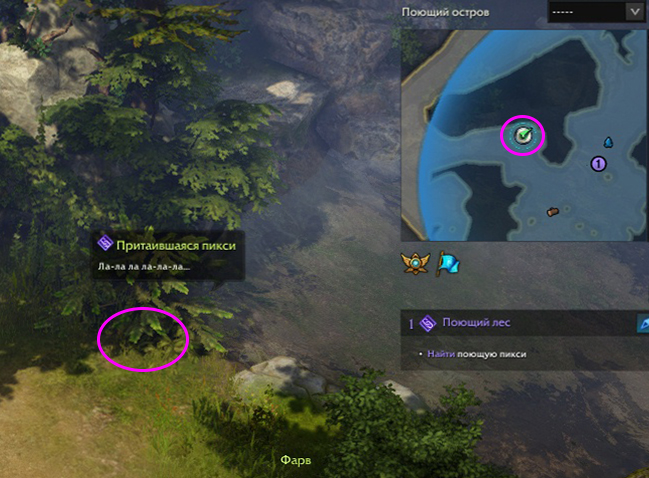 Поющий остров
-----
Притаившаяся пикси
Ла-ла ла ла-ла-ла...
1
1 Поющий лес
• Найти поющую пикси
Фарв